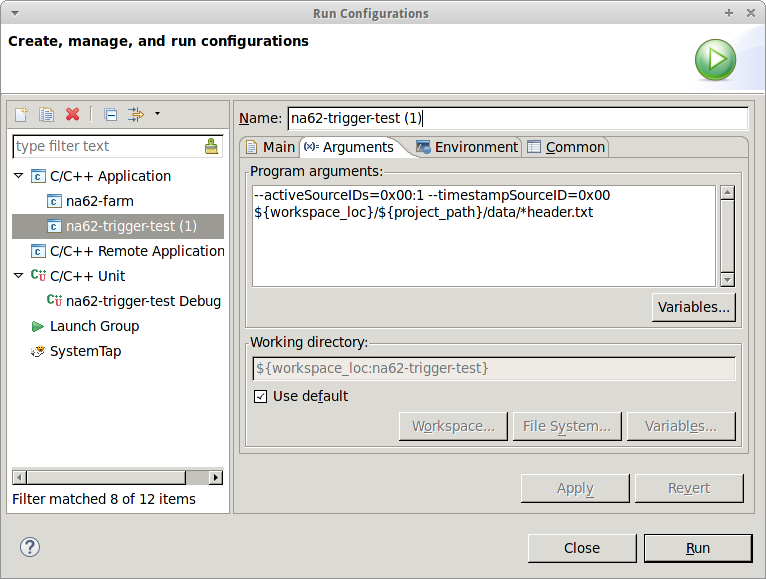 Run Configurations
Create, manage, and run configurations
type filter text
C/C++ Application
na62-farm
na62-trigger-test (1)
C/C++ Remote Application
C/C++ Unit
na62-trigger-test Debug
Launch Group
SystemTap
Filter matched 8 of 12 items
Name: na62-trigger-test (1)
Main (x)= Arguments Environment Common
Program arguments:
--activeSourceIDs=0x00:1 --timestampSourceID=0x00
${workspace_loc}/${project_path}/data/*header.txt
Variables...
Working directory:
${workspace_loc:na62-trigger-test}
Use default
Workspace... File System... Variables...
Apply Revert
Close Run